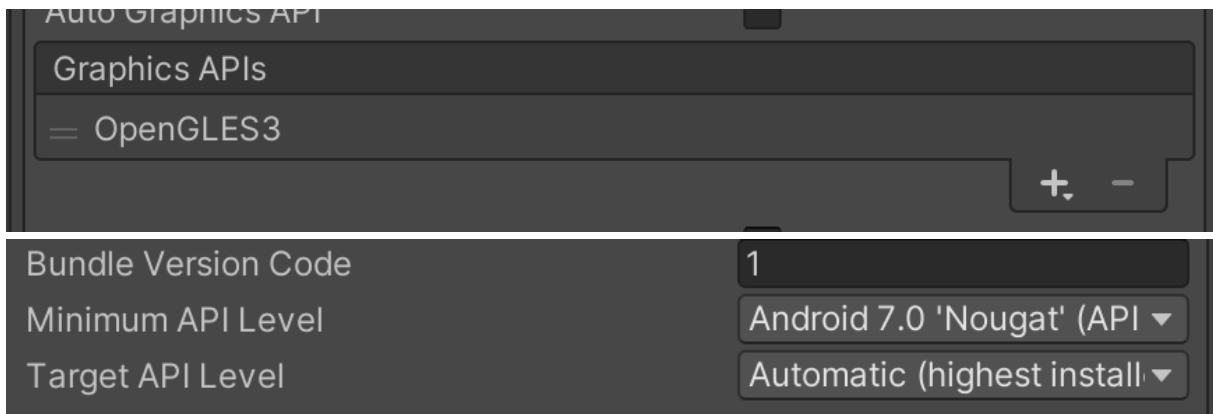 Auto Graphics API
Graphics APIs
OpenGLES3
Bundle Version Code 1
Minimum API Level Android 7.0 'Nougat' (API
Target API Level Automatic (highest install